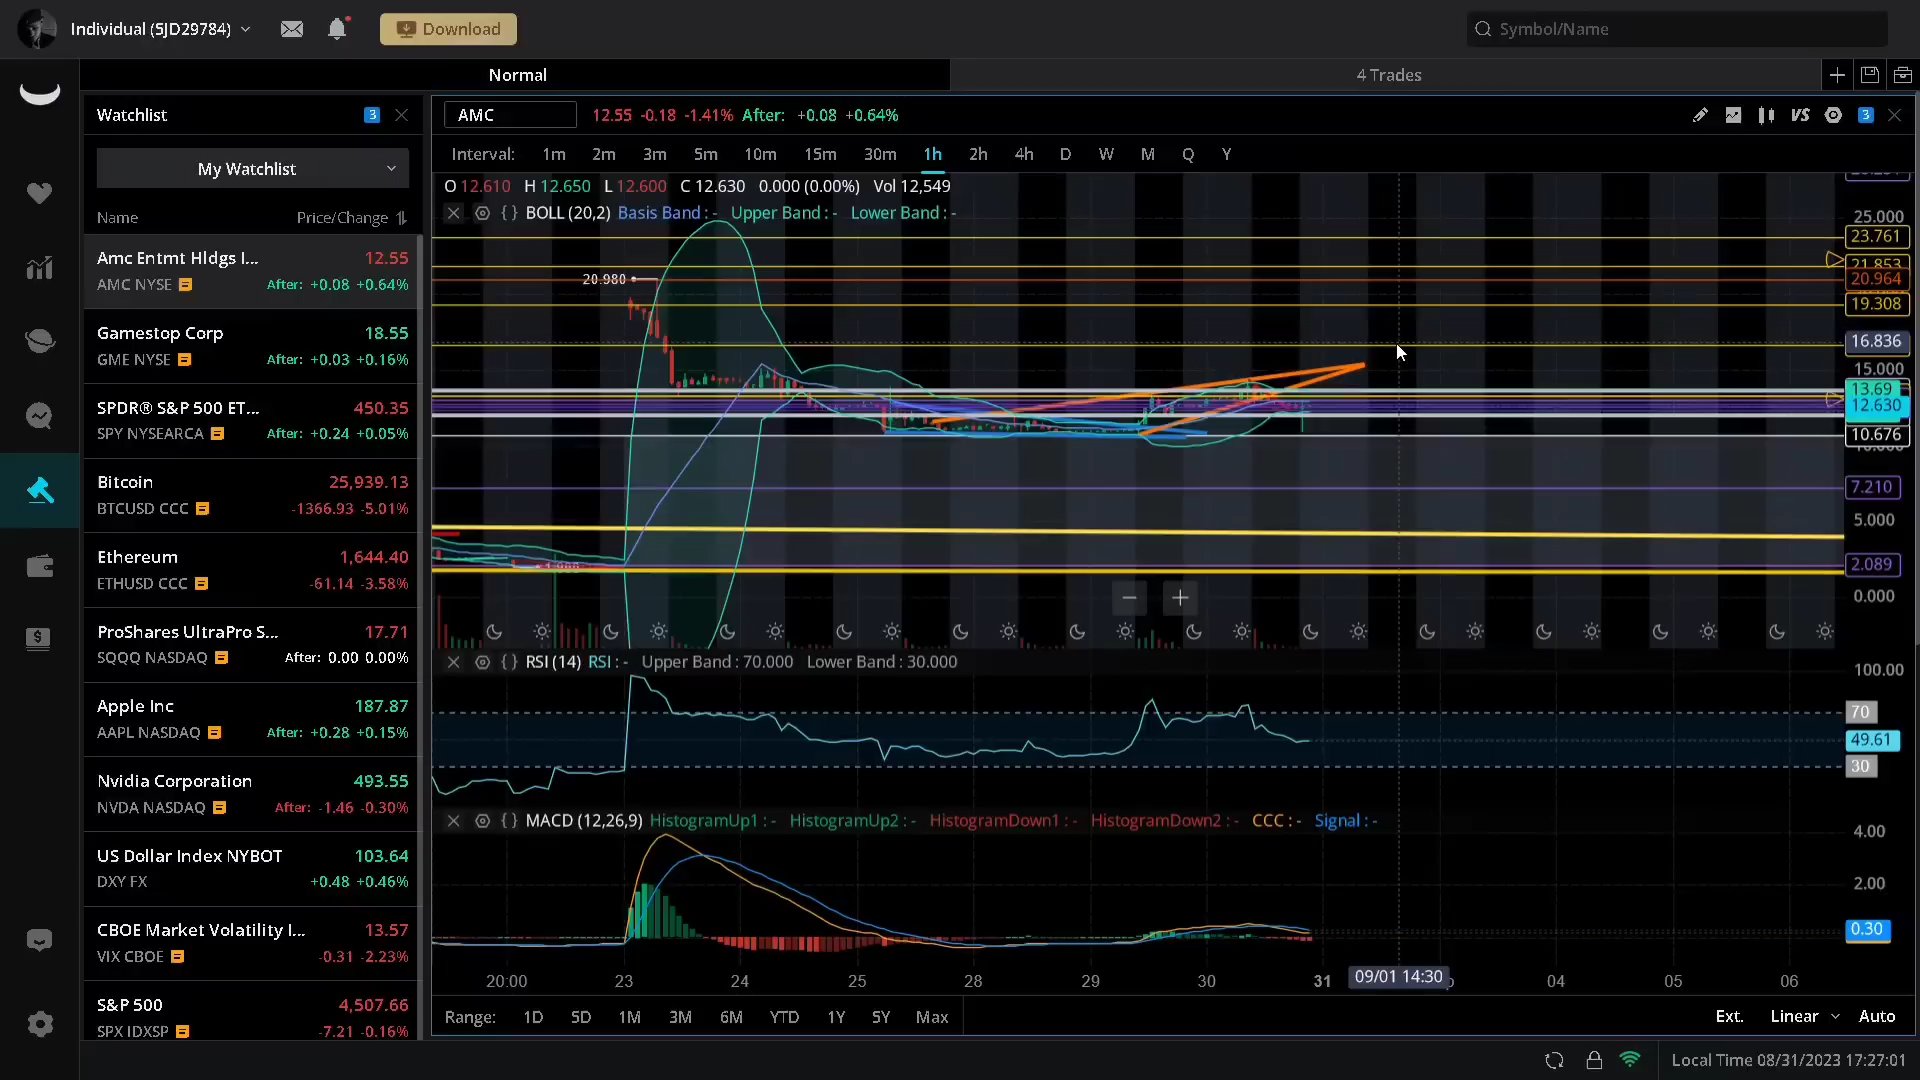 Individual (5JD29784)
Download
Symbol/Name
Normal
4 Trades
Watchlist
3
My Watchlist
Name Price/Change
Amc Entmt Hldgs I... 12.55
AMC NYSE After: +0.08 +0.64%
Gamestop Corp 18.55
GME NYSE After: +0.03 +0.16%
SPDR® S&P 500 ET... 450.35
SPY NYSEARCA After: +0.24 +0.05%
Bitcoin 25,939.13
BTCUSD CCC -1366.93 -5.01%
Ethereum 1,644.40
ETHUSD CCC -61.14 -3.58%
ProShares UltraPro S... 17.71
SQQQ NASDAQ After: 0.00 0.00%
Apple Inc 187.87
AAPL NASDAQ After: +0.28 +0.15%
Nvidia Corporation 493.55
NVDA NASDAQ After: -1.46 -0.30%
US Dollar Index NYBOT 103.64
DXY FX +0.48 +0.46%
CBOE Market Volatility I... 13.57
VIX CBOE -0.31 -2.23%
S&P 500 4,507.66
SPX IDXSP -7.21 -0.16%
AMC 12.55 -0.18 -1.41% After: +0.08 +0.64%
VS 3
Interval: 1m 2m 3m 5m 10m 15m 30m 1h 2h 4h D W M Q Y
O 12.610 H 12.650 L 12.600 C 12.630 0.000 (0.00%) Vol 12,549
BOLL (20,2) Basis Band : - Upper Band : - Lower Band : -
20.980
25.000
23.761
21.853
20.964
19.308
16.836
15.000
13.69
12.630
10.676
7.210
5.000
2.089
0.000
RSI (14) RSI : - Upper Band : 70.000 Lower Band : 30.000
100.00
70
49.61
30
MACD (12,26,9) HistogramUp1 : - HistogramUp2 : - HistogramDown1 : - HistogramDown2 : - CCC : - Signal : -
4.00
2.00
0.30
20:00 23 24 25 28 29 30 31 09/01 14:30 04 05 06
Range: 1D 5D 1M 3M 6M YTD 1Y 5Y Max
Ext. Linear Auto
Local Time 08/31/2023 17:27:01